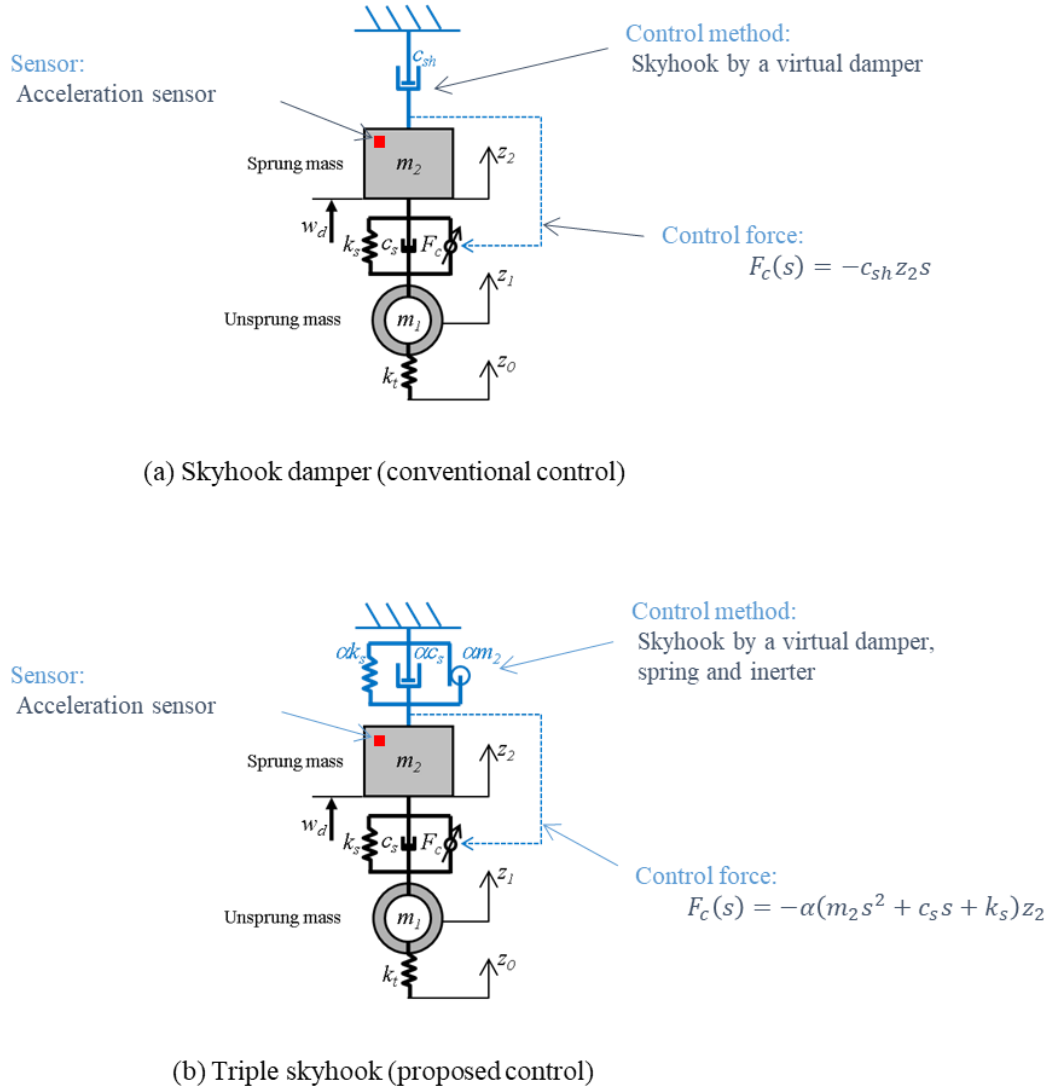 Control method:
Skyhook by a virtual damper
c_sh
Sensor:
Acceleration sensor
Sprung mass
m_2
z_2
w_d
k_s c_s F_c
Control force:
F_c(s) = −c_sh z_2 s
z_1
Unsprung mass
m_1
z_0
k_t
(a) Skyhook damper (conventional control)
Control method:
Skyhook by a virtual damper,
spring and inerter
αk_s αc_s αm_2
Sensor:
Acceleration sensor
Sprung mass
m_2
z_2
w_d
k_s c_s F_c
Control force:
F_c(s) = −α(m_2 s² + c_s s + k_s)z_2
z_1
Unsprung mass
m_1
z_0
k_t
(b) Triple skyhook (proposed control)